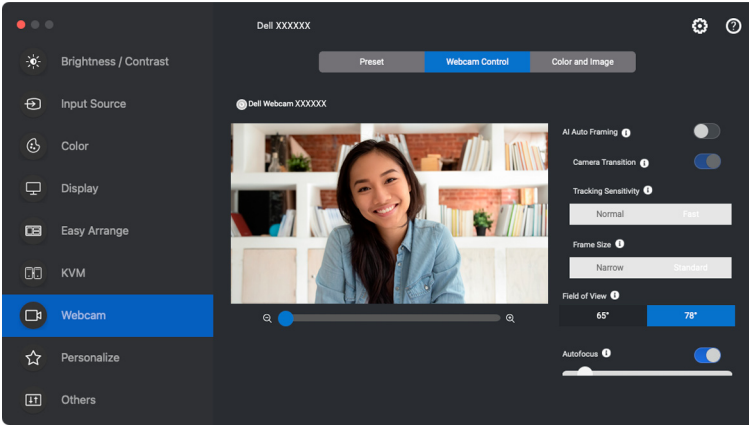 Dell XXXXXX
Brightness / Contrast
Input Source
Color
Display
Easy Arrange
KVM
Webcam
Personalize
Others
Preset
Webcam Control
Color and Image
Dell Webcam XXXXXX
AI Auto Framing
Camera Transition
Tracking Sensitivity
Normal
Fast
Frame Size
Narrow
Standard
Field of View
65°
78°
Autofocus